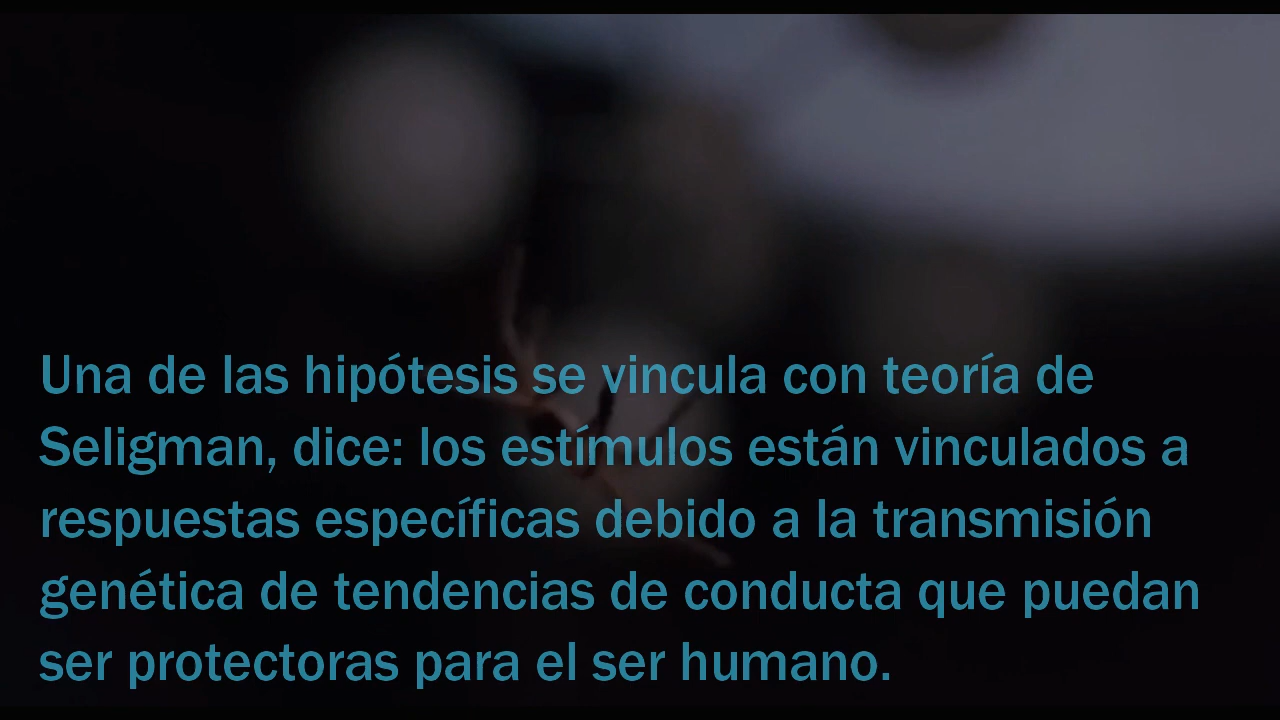 Una de las hipótesis se vincula con teoría de
Seligman, dice: los estímulos están vinculados a
respuestas específicas debido a la transmisión
genética de tendencias de conducta que puedan
ser protectoras para el ser humano.